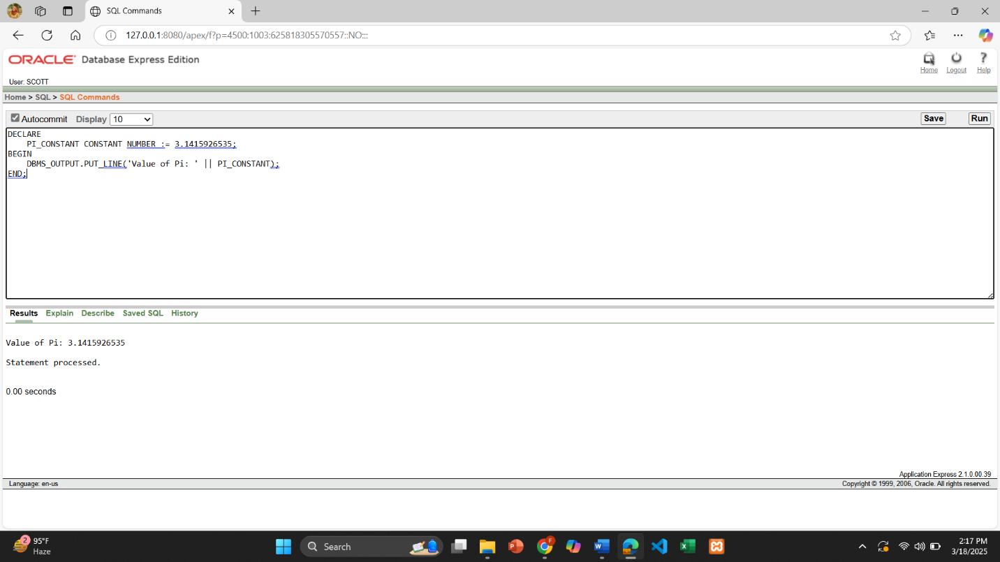 SQL Commands
127.0.0.1:8080/apex/f?p=4500:1003:625818305570557::NO:::
ORACLE® Database Express Edition
Home Logout Help
User: SCOTT
Home > SQL > SQL Commands
Autocommit Display 10 Save Run
DECLARE
    PI_CONSTANT CONSTANT NUMBER := 3.1415926535;
BEGIN
    DBMS_OUTPUT.PUT_LINE('Value of Pi: ' || PI_CONSTANT);
END;
Results Explain Describe Saved SQL History
Value of Pi: 3.1415926535
Statement processed.
0.00 seconds
Application Express 2.1.0.00.39
Language: en-us Copyright © 1999, 2006, Oracle. All rights reserved.
2 95°F
Haze
Search
P F W X
2:17 PM
3/18/2025